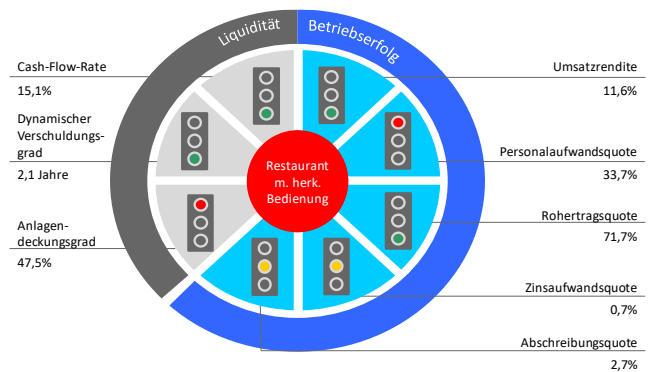 Liquidität
Betriebserfolg
Cash-Flow-Rate
15,1%
Dynamischer
Verschuldungs-
grad
2,1 Jahre
Anlagen-
deckungsgrad
47,5%
Restaurant
m. herk.
Bedienung
Umsatzrendite
11,6%
Personalaufwandsquote
33,7%
Rohertragsquote
71,7%
Zinsaufwandsquote
0,7%
Abschreibungsquote
2,7%